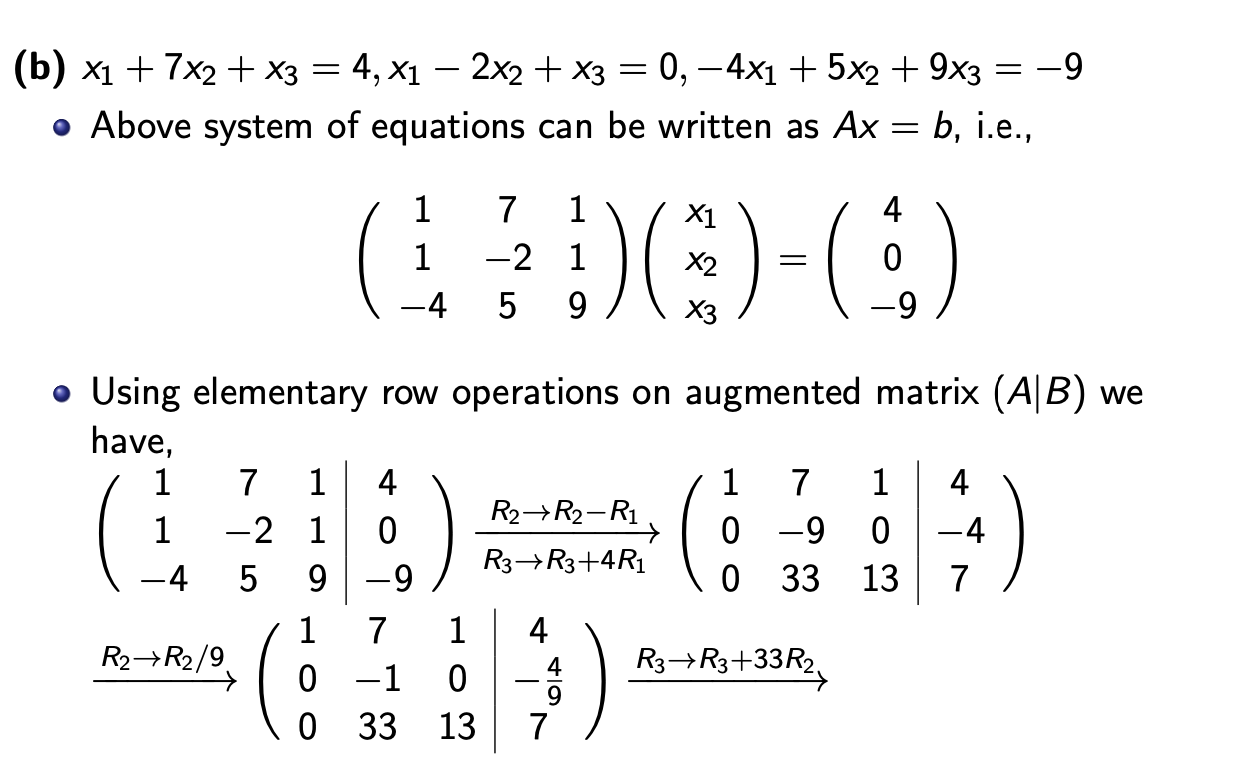 (b) x₁ + 7x₂ + x₃ = 4, x₁ − 2x₂ + x₃ = 0, −4x₁ + 5x₂ + 9x₃ = −9
• Above system of equations can be written as Ax = b, i.e.,
( 1 7 1 ) ( x₁ ) = ( 4 )
( 1 −2 1 ) ( x₂ ) = ( 0 )
( −4 5 9 ) ( x₃ ) = ( −9 )
• Using elementary row operations on augmented matrix (A|B) we
have,
( 1 7 1 | 4 ) R₂→R₂−R₁ ( 1 7 1 | 4 )
( 1 −2 1 | 0 ) → ( 0 −9 0 | −4 )
( −4 5 9 | −9 ) R₃→R₃+4R₁ ( 0 33 13 | 7 )
R₂→R₂/9 ( 1 7 1 | 4 ) R₃→R₃+33R₂
→ ( 0 −1 0 | −4/9 ) →
( 0 33 13 | 7 )